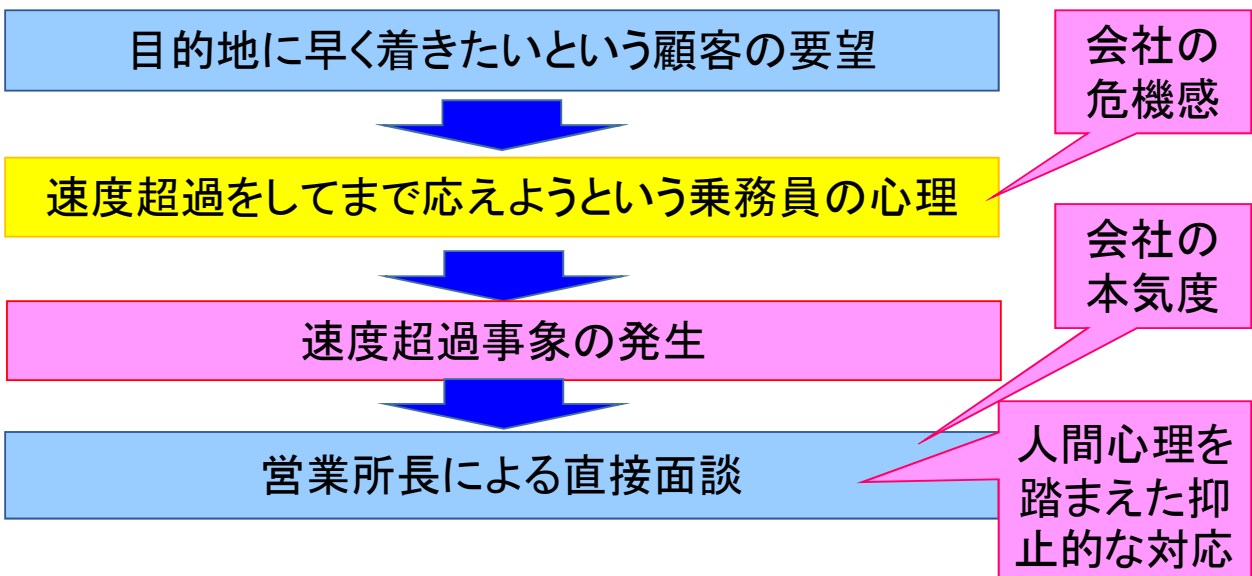 目的地に早く着きたいという顧客の要望
会社の
危機感
速度超過をしてまで応えようという乗務員の心理
会社の
本気度
速度超過事象の発生
営業所長による直接面談
人間心理を
踏まえた抑
止的な対応